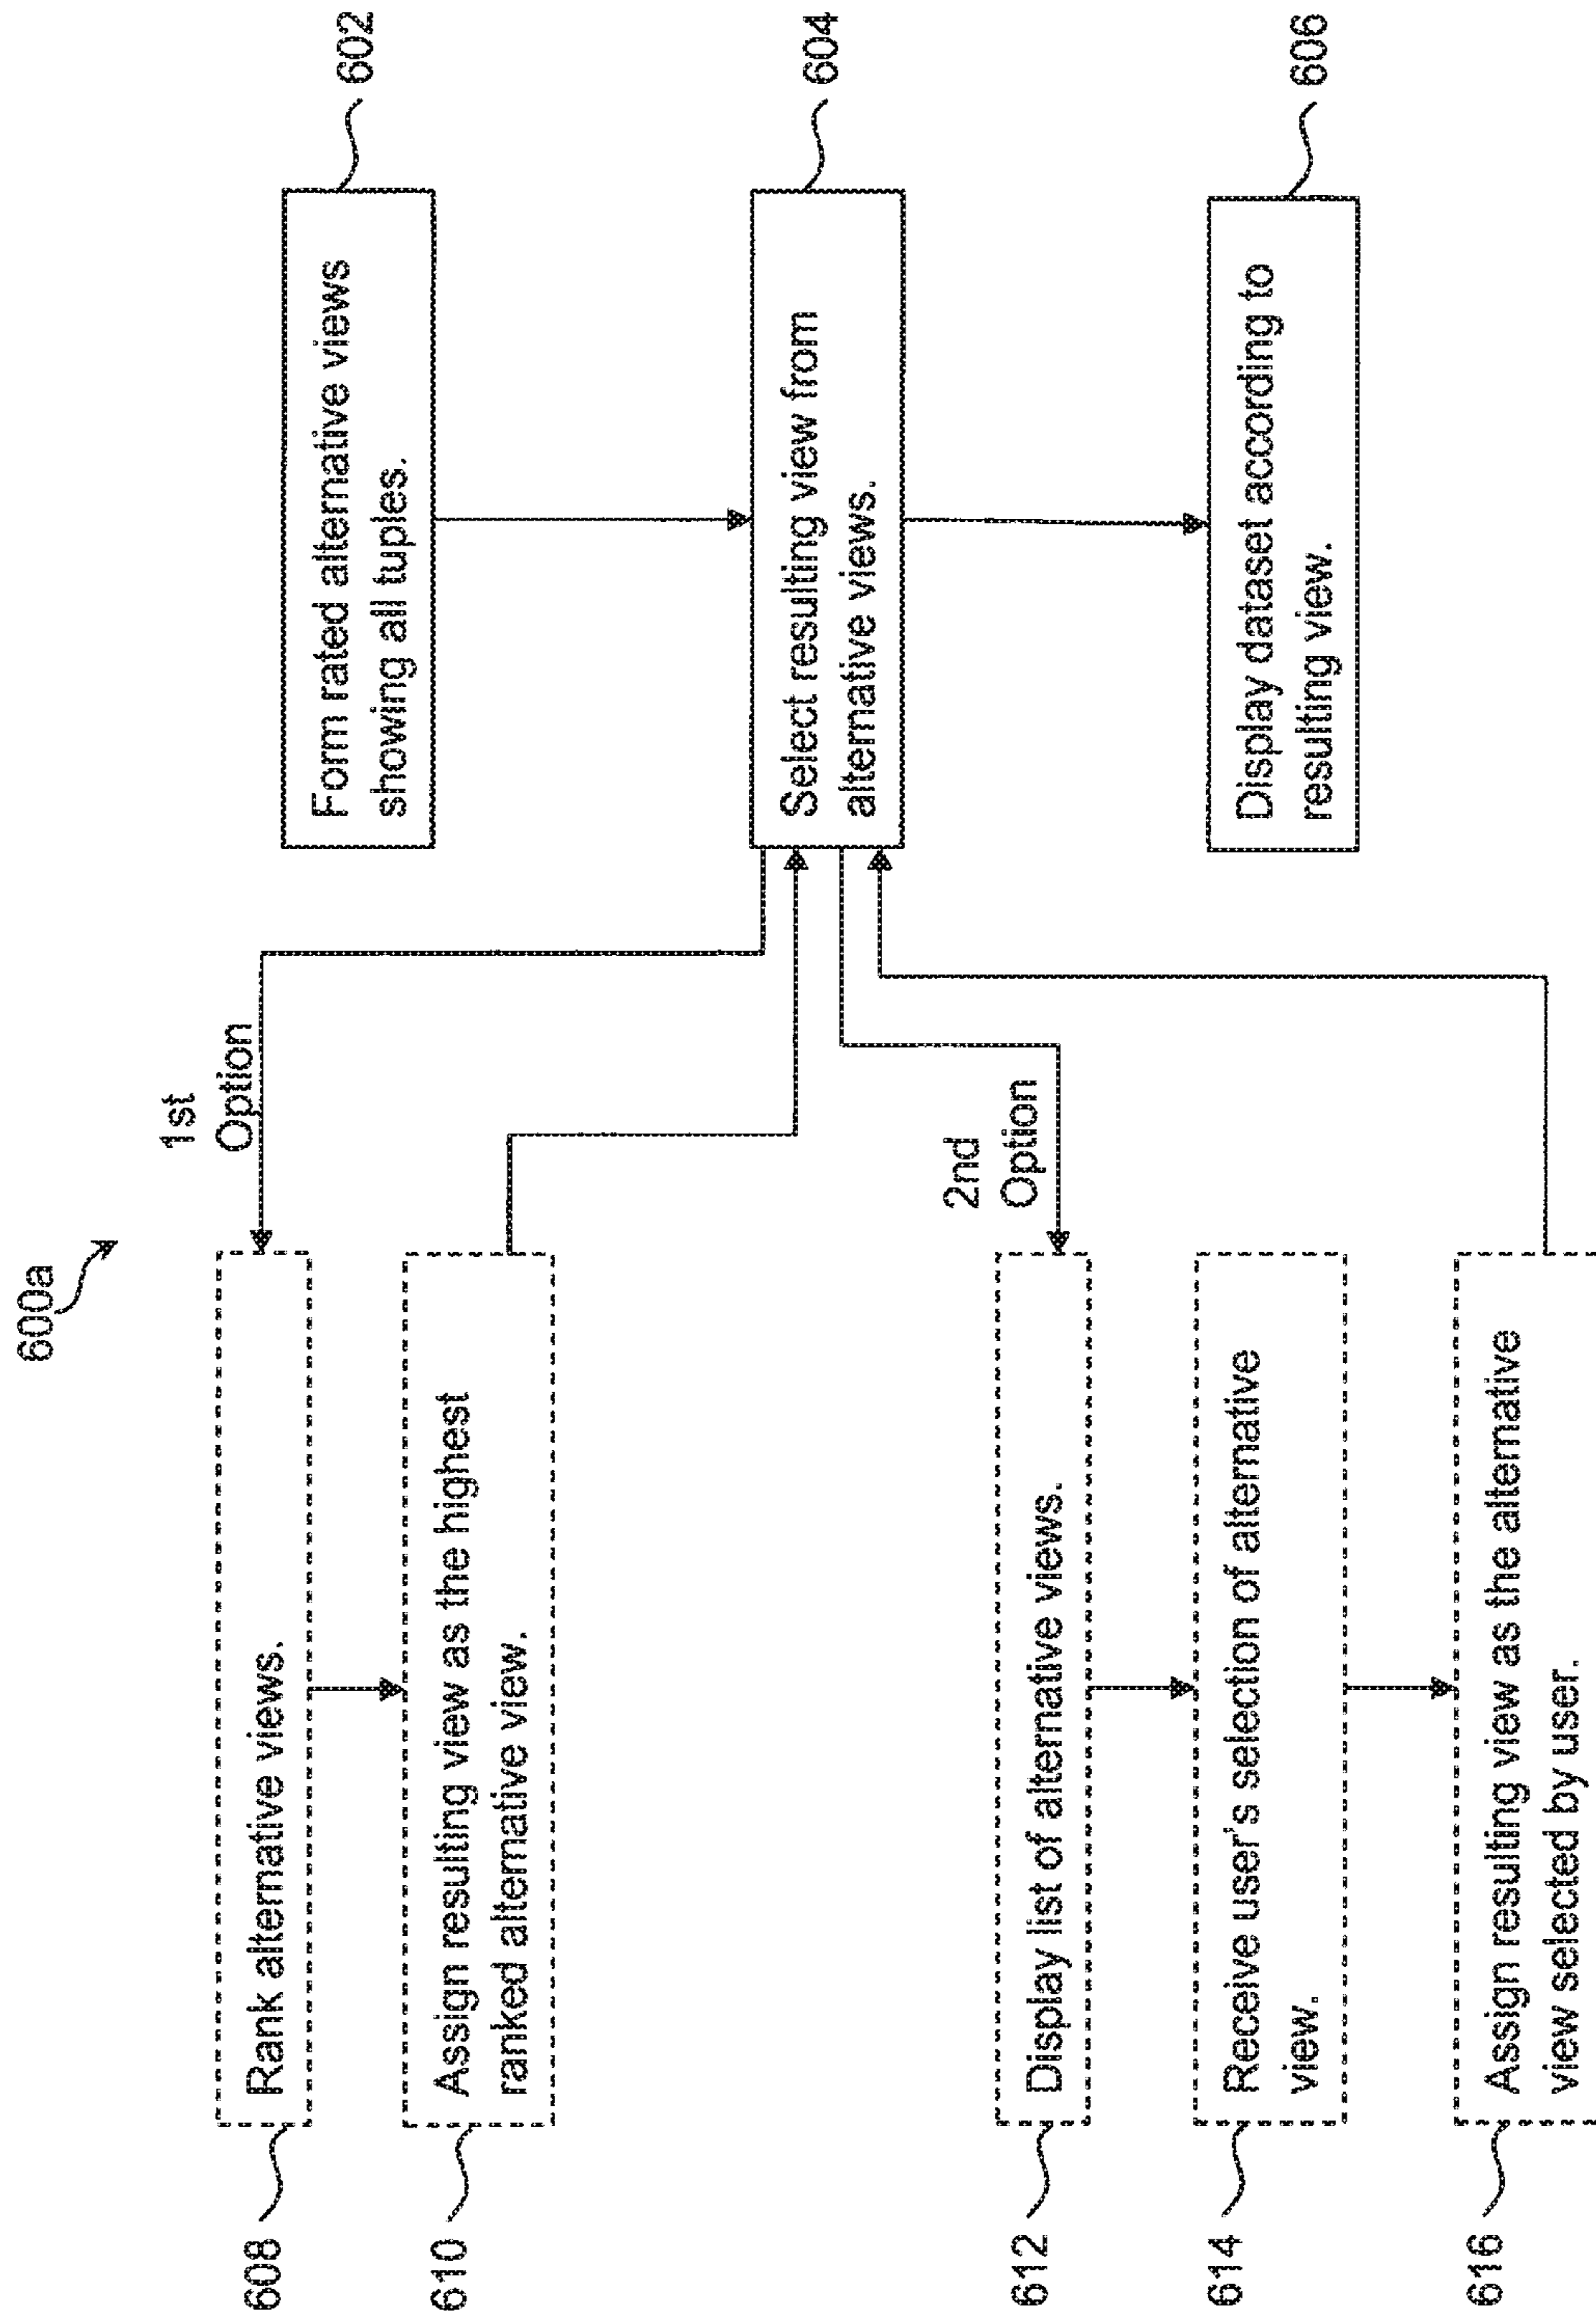 600a
608
Rank alternative views.
1st
Option
Form rated alternative views
showing all tuples.
602
610
Assign resulting view as the highest
ranked alternative view.
Select resulting view from
alternative views.
604
612
Display list of alternative views.
2nd
Option
614
Receive user's selection of alternative
view.
Display dataset according to
resulting view.
606
616
Assign resulting view as the alternative
view selected by user.